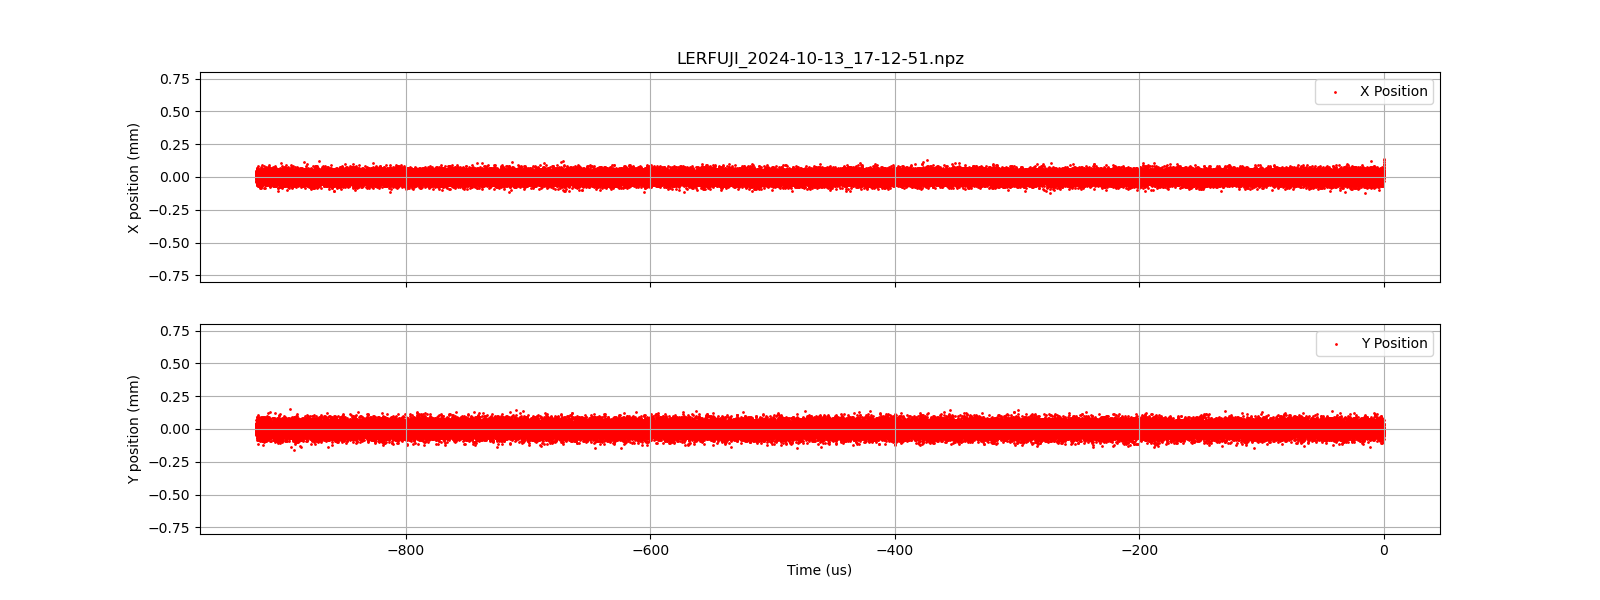 LERFUJI_2024-10-13_17-12-51.npz
X Position
0.75
0.50
0.25
0.00
−0.25
−0.50
−0.75
X position (mm)
Y Position
0.75
0.50
0.25
0.00
−0.25
−0.50
−0.75
Y position (mm)
−800 −600 −400 −200 0
Time (us)